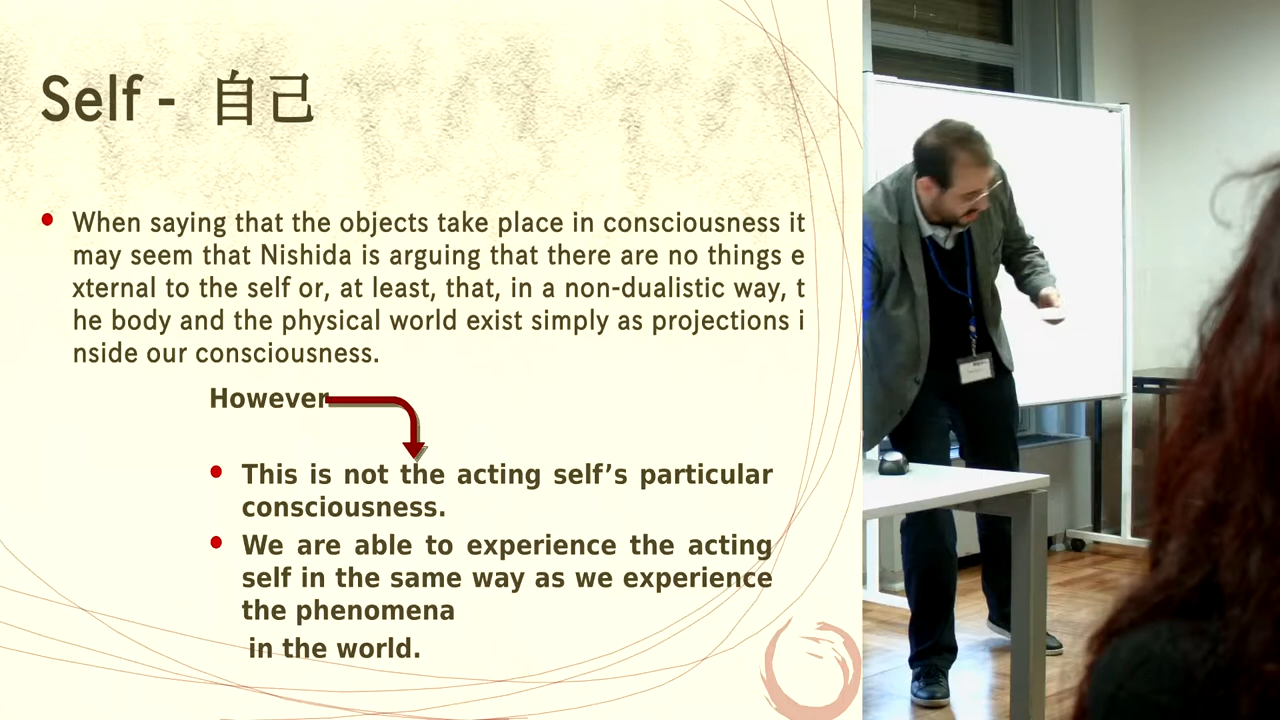 Self - 自己
When saying that the objects take place in consciousness it
may seem that Nishida is arguing that there are no things e
xternal to the self or, at least, that, in a non-dualistic way, t
he body and the physical world exist simply as projections i
nside our consciousness.
However
This is not the acting self’s particular
consciousness.
We are able to experience the acting
self in the same way as we experience
the phenomena
in the world.